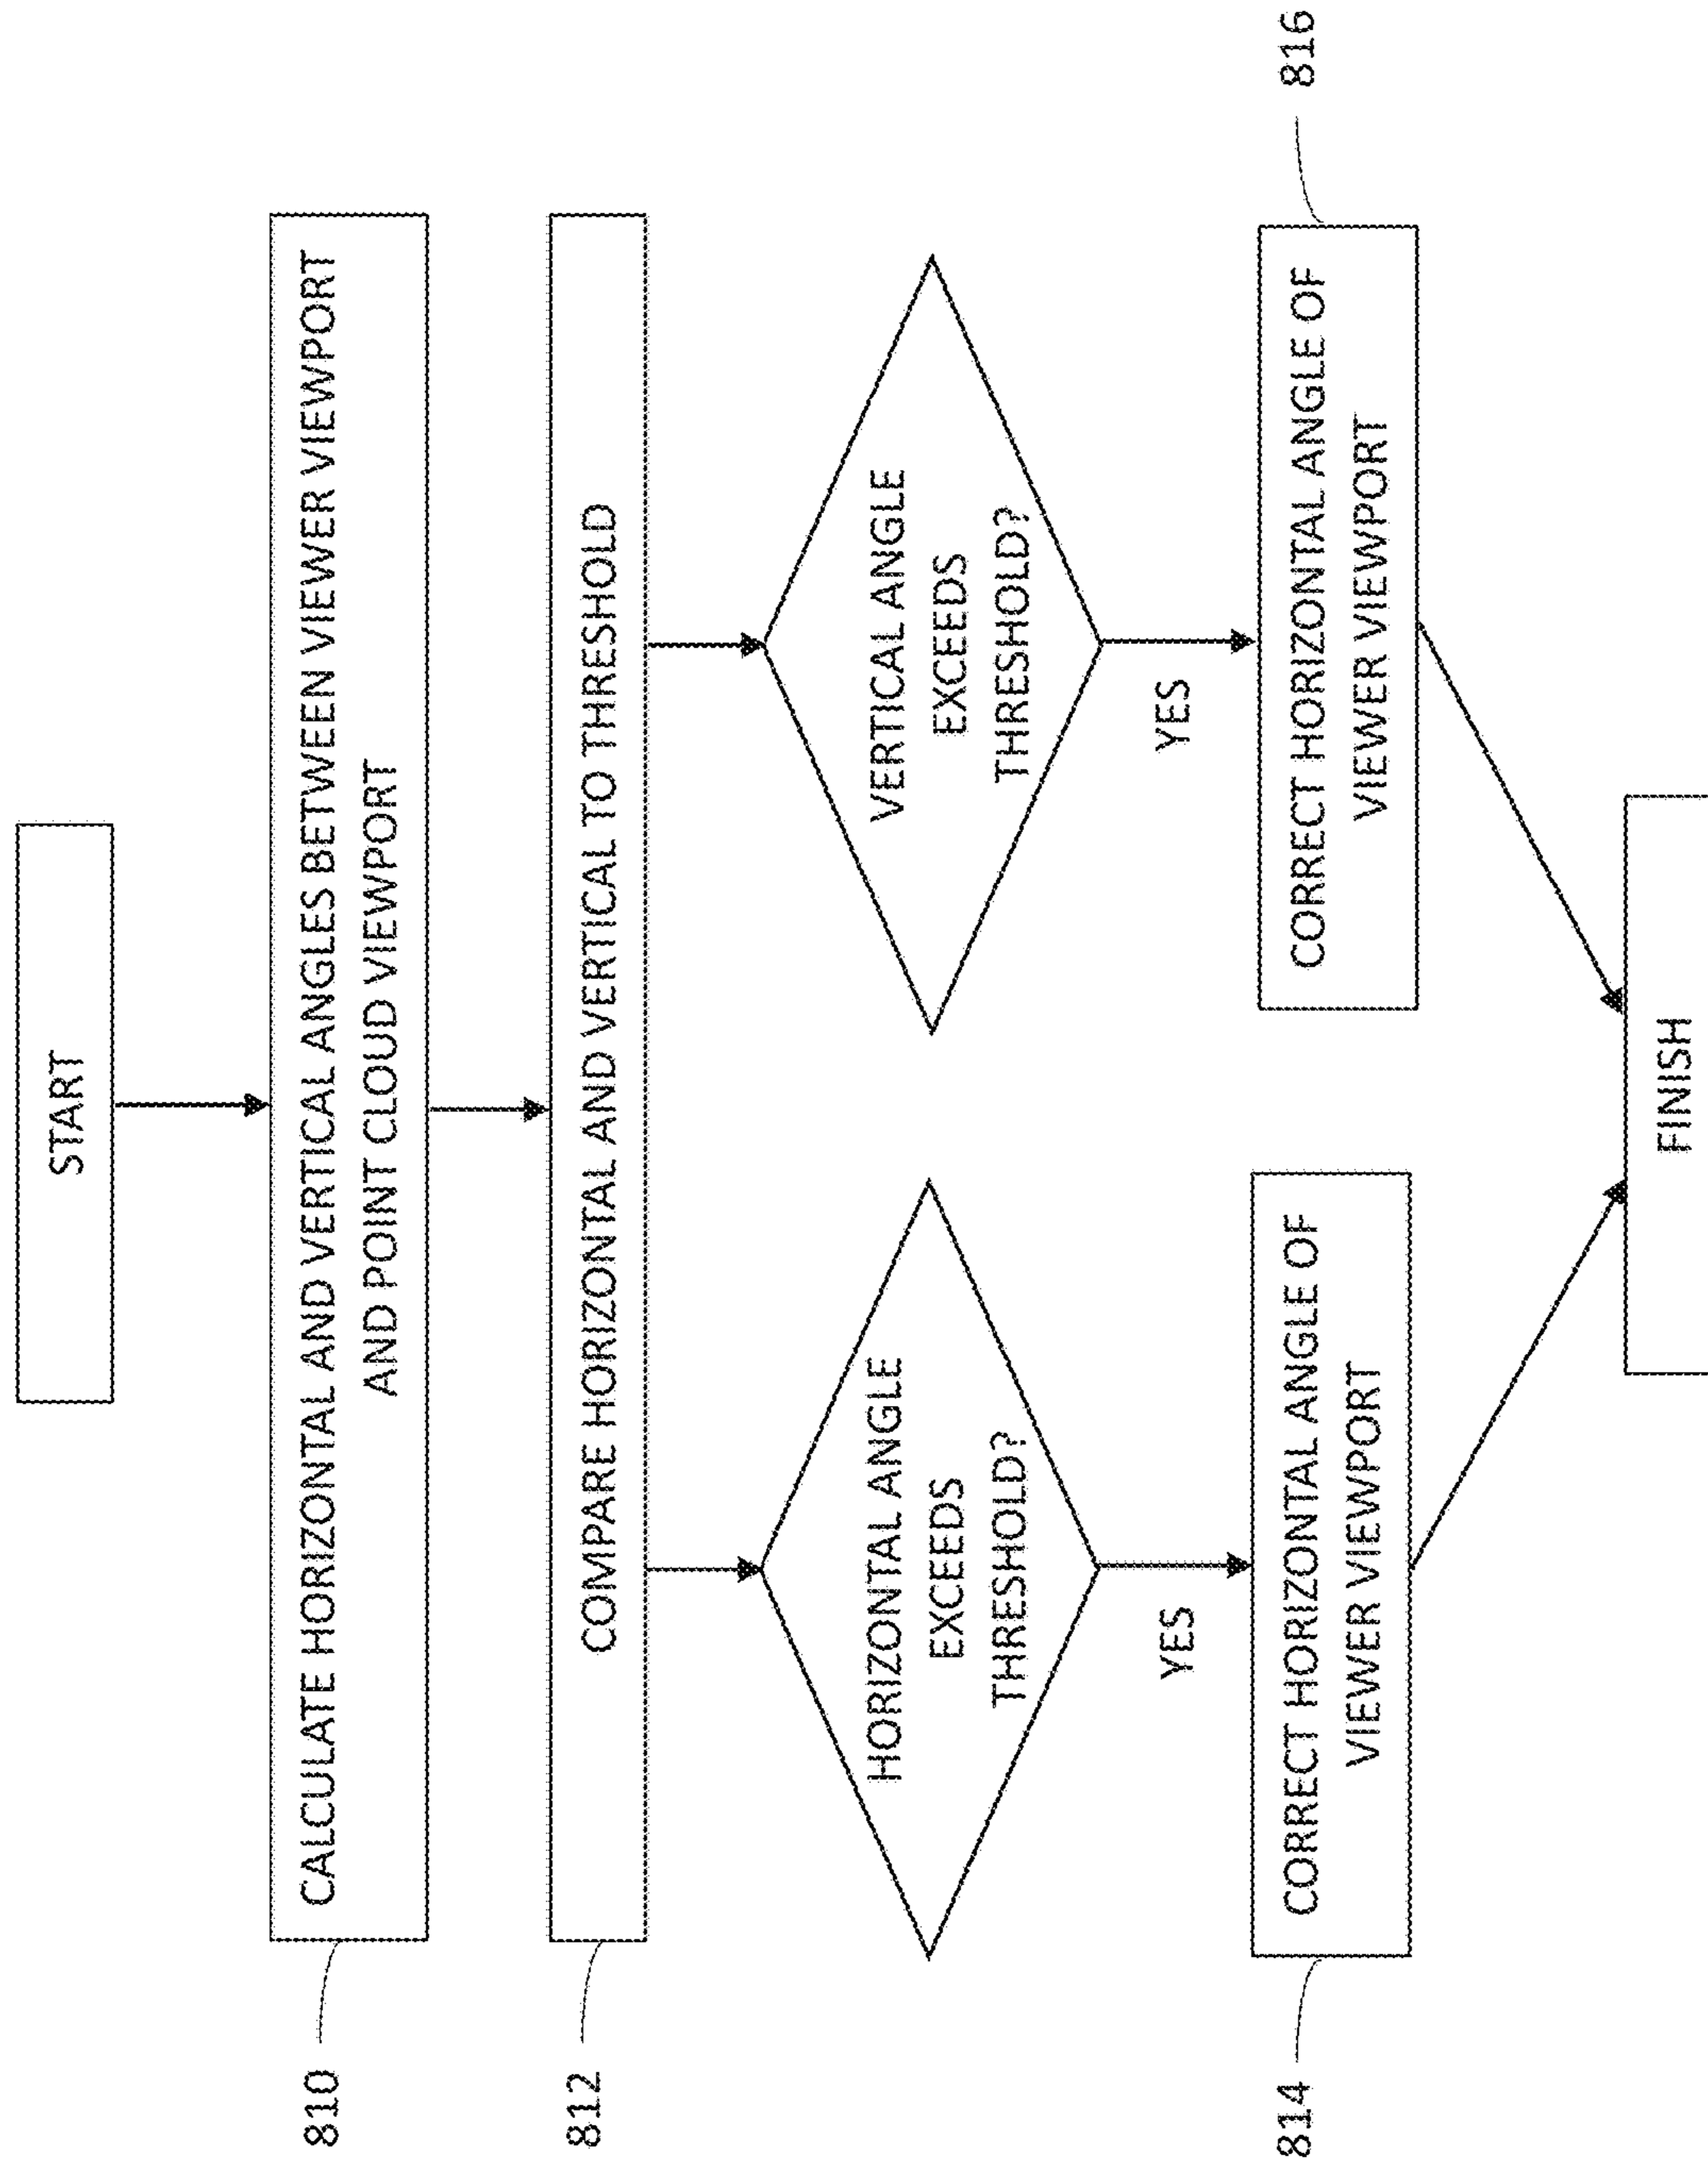 START
810
CALCULATE HORIZONTAL AND VERTICAL ANGLES BETWEEN VIEWER VIEWPORT
AND POINT CLOUD VIEWPORT
812
COMPARE HORIZONTAL AND VERTICAL TO THRESHOLD
HORIZONTAL ANGLE
EXCEEDS
THRESHOLD?
VERTICAL ANGLE
EXCEEDS
THRESHOLD?
YES
YES
814
CORRECT HORIZONTAL ANGLE OF
VIEWER VIEWPORT
CORRECT HORIZONTAL ANGLE OF
VIEWER VIEWPORT
816
FINISH